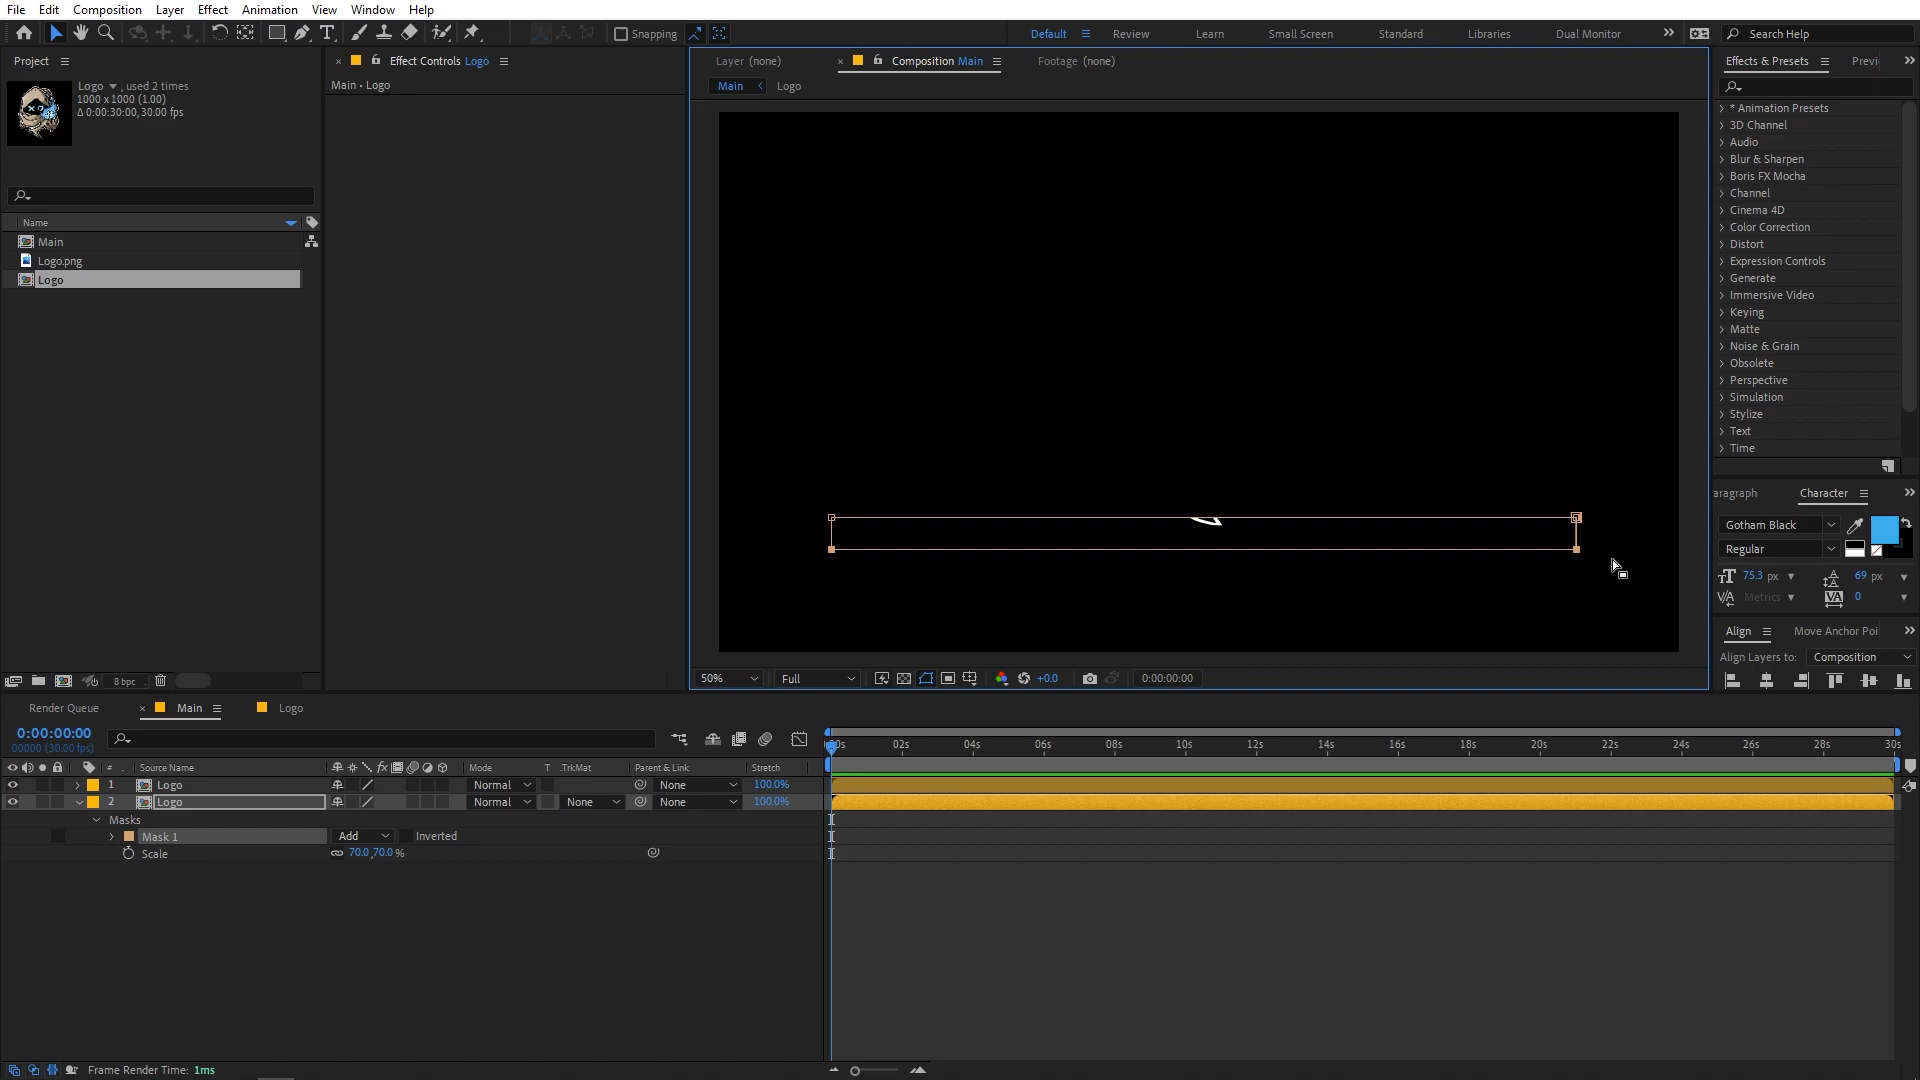 File Edit Composition Layer Effect Animation View Window Help
Snapping
Default Review Learn Small Screen Standard Libraries Dual Monitor Search Help
Project
Effect Controls Logo
Layer (none) Composition Main Footage (none)
Effects & Presets
Logo , used 2 times
1000 x 1000 (1.00)
Δ 0:00:30:00, 30.00 fps
Main • Logo
Main Logo
* Animation Presets
3D Channel
Audio
Blur & Sharpen
Boris FX Mocha
Channel
Cinema 4D
Color Correction
Distort
Expression Controls
Generate
Immersive Video
Keying
Matte
Noise & Grain
Obsolete
Perspective
Simulation
Stylize
Text
Time
Name
Main
Logo.png
Logo
aragraph Character
Gotham Black
Regular
75.3 px 69 px
Metrics 0
Align Move Anchor Poi
Align Layers to: Composition
8 bpc
50% Full +0.0 0:00:00:00
Render Queue Main Logo
0:00:00:00
00000 (30.00 fps)
00s 02s 04s 06s 08s 10s 12s 14s 16s 18s 20s 22s 24s 26s 28s 30s
# Source Name fx Mode T .TrkMat Parent & Link Stretch
1 Logo Normal None 100.0%
2 Logo Normal None None 100.0%
Masks
Mask 1 Add Inverted
Scale 70.0,70.0 %
Frame Render Time: 1ms